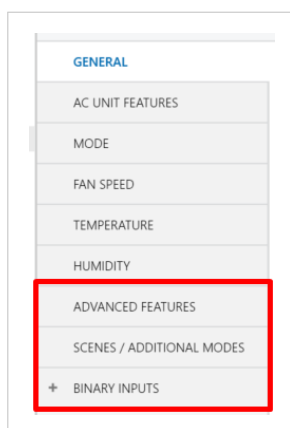 GENERAL
AC UNIT FEATURES
MODE
FAN SPEED
TEMPERATURE
HUMIDITY
ADVANCED FEATURES
SCENES / ADDITIONAL MODES
+ BINARY INPUTS